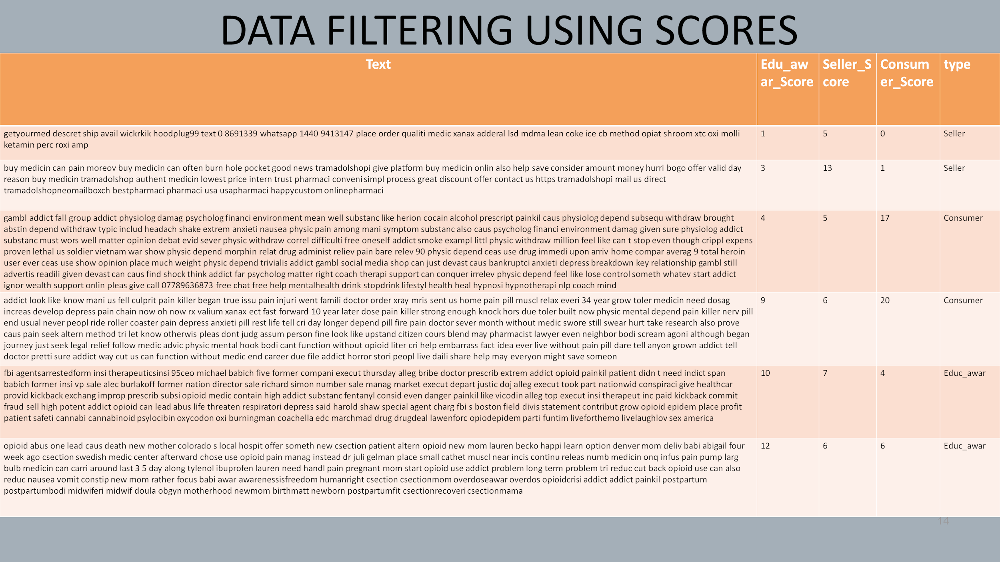 DATA FILTERING USING SCORES
Text
Edu_aw
ar_Score
Seller_S
core
Consum
er_Score
type
getyourmed descret ship avail wickrkik hoodplug99 text 0 8691339 whatsapp 1440 9413147 place order qualiti medic xanax adderal lsd mdma lean coke ice cb method opiat shroom xtc oxi molli
ketamin perc roxi amp
1
5
0
Seller
buy medicin can pain moreov buy medicin can often burn hole pocket good news tramadolshopi give platform buy medicin onlin also help save consider amount money hurri bogo offer valid day
reason buy medicin tramadolshop authent medicin lowest price intern trust pharmaci conveni simpl process great discount offer contact us https tramadolshopi mail us direct
tramadolshopneomailboxch bestpharmaci pharmaci usa usapharmaci happycustom onlinepharmaci
3
13
1
Seller
gambl addict fall group addict physiolog damag psycholog financi environment mean well substanc like herion cocain alcohol prescript painkil caus physiolog depend subsequ withdraw brought
abstin depend withdraw typic includ headach shake extrem anxieti nausea physic pain among mani symptom substanc also caus psycholog financi environment damag given sure physiolog addict
substanc must wors well matter opinion debat evid sever physic withdraw correl difficulti free oneself addict smoke exampl littl physic withdraw million feel like can t stop even though crippl expens
proven lethal us soldier vietnam war show physic depend morphin relat drug administ reliev pain bare relev 90 physic depend ceas use drug immedi upon arriv home compar averag 9 total heroin
user ever ceas use show opinion place much weight physic depend trivialis addict gambl social media shop can just devast caus bankruptci anxieti depress breakdown key relationship gambl still
advertis readili given devast can caus find shock think addict far psycholog matter right coach therapi support can conquer irrelev physic depend feel like lose control someth whatev start addict
ignor wealth support onlin pleas give call 07789636873 free chat free help mentalhealth drink stopdrink lifestyl health heal hypnosi hypnotherapi nlp coach mind
4
5
17
Consumer
addict look like know mani us fell culprit pain killer began true issu pain injuri went famili doctor order xray mris sent us home pain pill muscl relax everi 34 year grow toler medicin need dosag
increas develop depress pain chain now oh now rx valium xanax ect fast forward 10 year later dose pain killer strong enough knock hors due toler built now physic mental depend pain killer nerv pill
end usual never peopl ride roller coaster pain depress anxieti pill rest life tell cri day longer depend pill fire pain doctor sever month without medic swore still swear hurt take research also prove
caus pain seek altern method tri let know otherwis pleas dont judg assum person fine look like upstand citizen cours blend may pharmacist lawyer even neighbor bodi scream agoni although began
journey just seek legal relief follow medic advic physic mental hook bodi cant function without opioid liter cri help embarrass fact idea ever live without pain pill dare tell anyon grown addict tell
doctor pretti sure addict way cut us can function without medic end career due file addict horror stori peopl live daili share help may everyon might save someon
9
6
20
Consumer
fbi agentsarrestedform insi therapeuticsinsi 95ceo michael babich five former compani execut thursday alleg bribe doctor prescrib extrem addict opioid painkil patient didn t need indict span
babich former insi vp sale alec burlakoff former nation director sale richard simon number sale manag market execut depart justic doj alleg execut took part nationwid conspiraci give healthcar
provid kickback exchang improp prescrib subsi opioid medic contain high addict substanc fentanyl consid even danger painkil like vicodin alleg top execut insi therapeut inc paid kickback commit
fraud sell high potent addict opioid can lead abus life threaten respiratori depress said harold shaw special agent charg fbi s boston field divis statement contribut grow opioid epidem place profit
patient safeti cannabi cannabinoid psylocibin oxycodon oxi burningman coachella edc marchmad drug drugdeal lawenforc opiodepidem parti funtim liveforthemo livelaughlov sex america
10
7
4
Educ_awar
opioid abus one lead caus death new mother colorado s local hospit offer someth new csection patient altern opioid new mom lauren becko happi learn option denver mom deliv babi abigail four
week ago csection swedish medic center afterward chose use opioid pain manag instead dr juli gelman place small cathet muscl near incis continu releas numb medicin onq infus pain pump larg
bulb medicin can carri around last 3 5 day along tylenol ibuprofen lauren need handl pain pregnant mom start opioid use addict problem long term problem tri reduc cut back opioid use can also
reduc nausea vomit constip new mom rather focus babi awar awarenessisfreedom humanright csection csectionmom overdoseawar overdos opioidcrisi addict addict painkil postpartum
postpartumbodi midwiferi midwif doula obgyn motherhood newmom birthmatt newborn postpartumfit csectionrecoveri csectionmama
12
6
6
Educ_awar
14